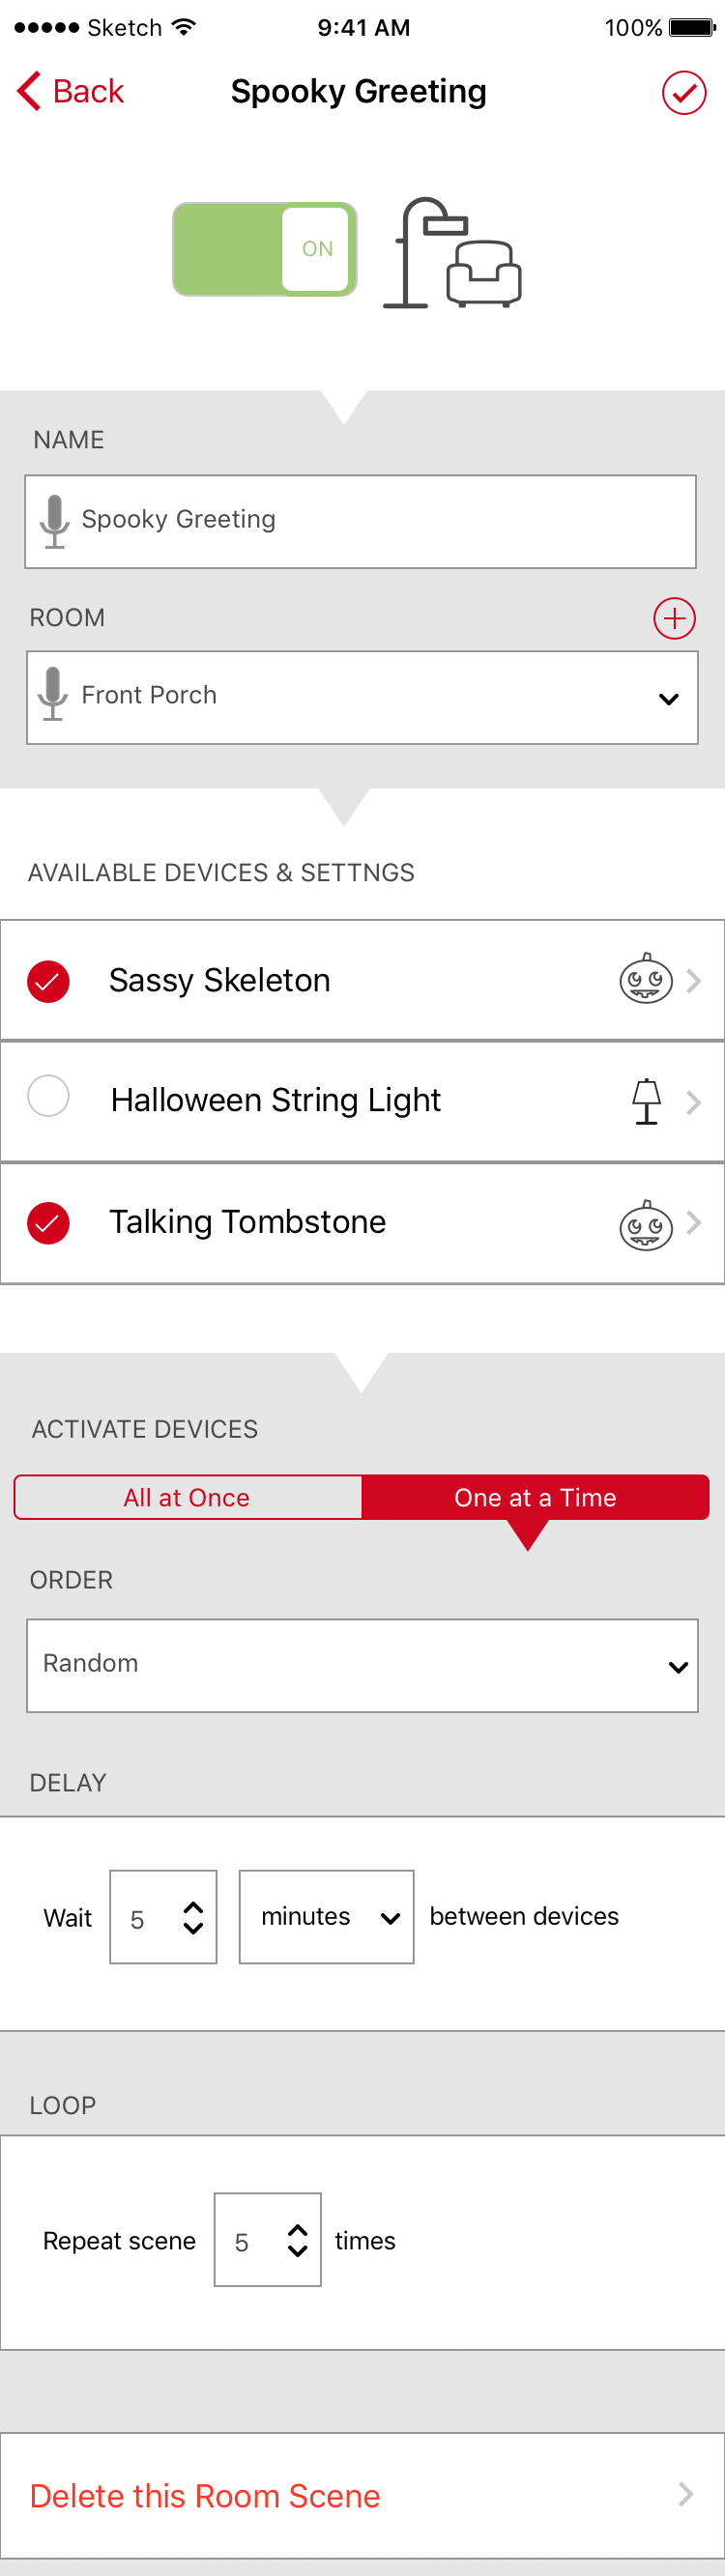 Sketch 9:41 AM 100%
Back Spooky Greeting
ON
NAME
Spooky Greeting
ROOM
Front Porch
AVAILABLE DEVICES & SETTNGS
Sassy Skeleton
Halloween String Light
Talking Tombstone
ACTIVATE DEVICES
All at Once One at a Time
ORDER
Random
DELAY
Wait 5 minutes between devices
LOOP
Repeat scene 5 times
Delete this Room Scene